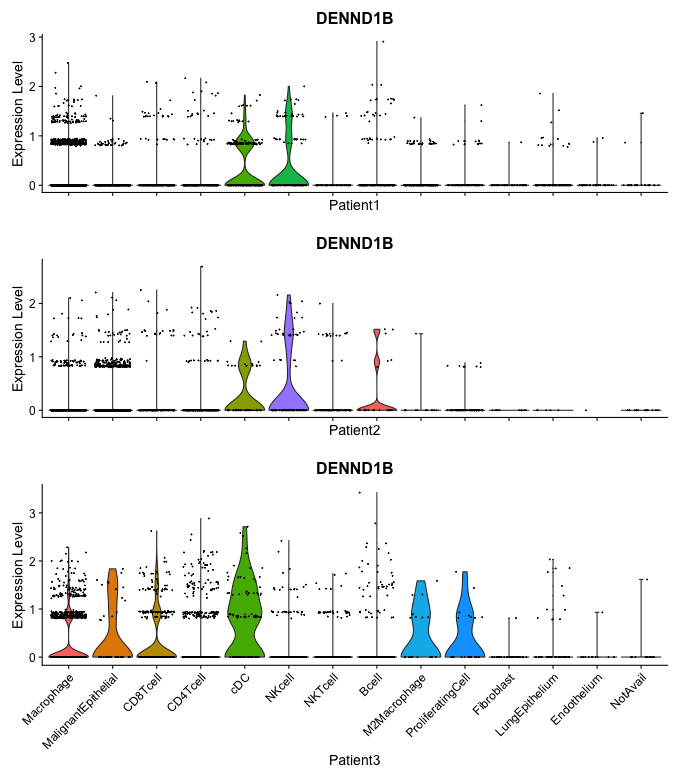 DENND1B
Expression Level
3
2
1
0
Patient1
DENND1B
Expression Level
2
1
0
Patient2
DENND1B
Expression Level
3
2
1
0
Macrophage
MalignantEpithelial
CD8Tcell
CD4Tcell
cDC
NKcell
NKTcell
Bcell
M2Macrophage
ProliferatingCell
Fibroblast
LungEpithelium
Endothelium
NotAvail
Patient3